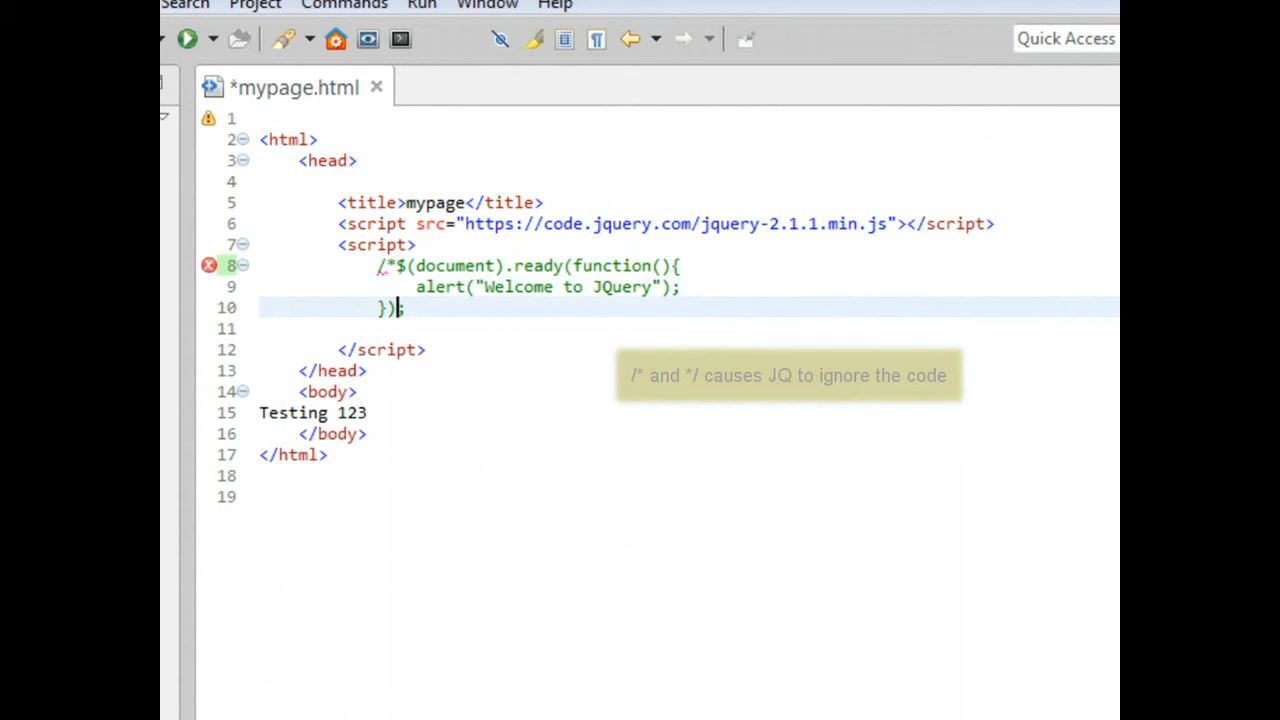 Search Project Commands Run Window Help
Quick Access
*mypage.html
1
2 <html>
3 <head>
4
5 <title>mypage</title>
6 <script src="https://code.jquery.com/jquery-2.1.1.min.js"></script>
7 <script>
8 /*$(document).ready(function(){
9 alert("Welcome to JQuery");
10 });
11
12 </script>
13 </head>
/* and */ causes JQ to ignore the code
14 <body>
15 Testing 123
16 </body>
17 </html>
18
19